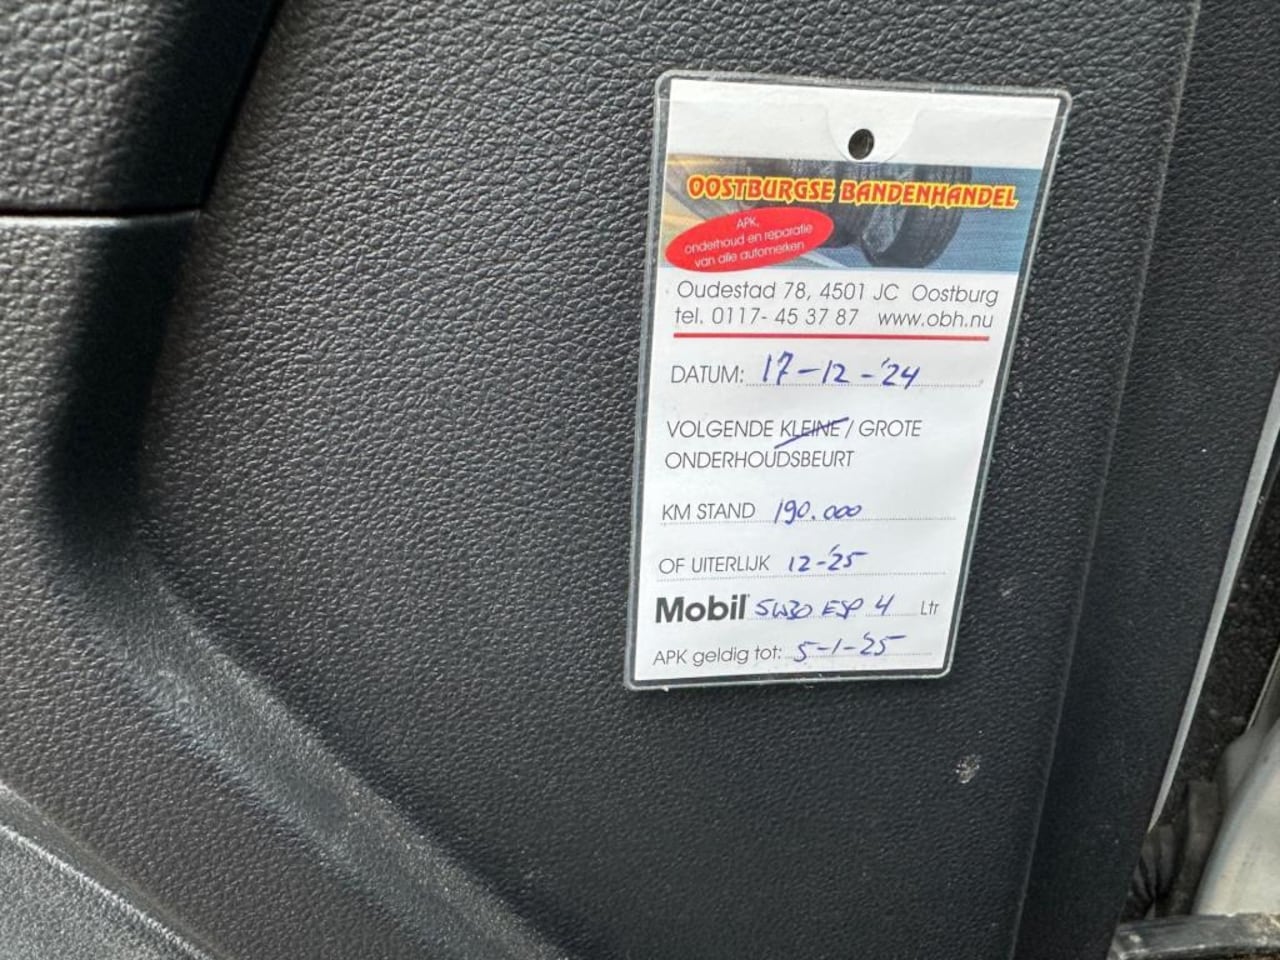 OOSTBURGSE BANDENHANDEL
APK,
onderhoud en reparatie
van alle automerken
Oudestad 78, 4501 JC Oostburg
tel. 0117- 45 37 87 www.obh.nu
DATUM: 17-12-'24
VOLGENDE KLEINE / GROTE
ONDERHOUDSBEURT
KM STAND 190.000
OF UITERLIJK 12-'25
Mobil 5W30 ESP 4 Ltr
APK geldig tot: 5-1-'25